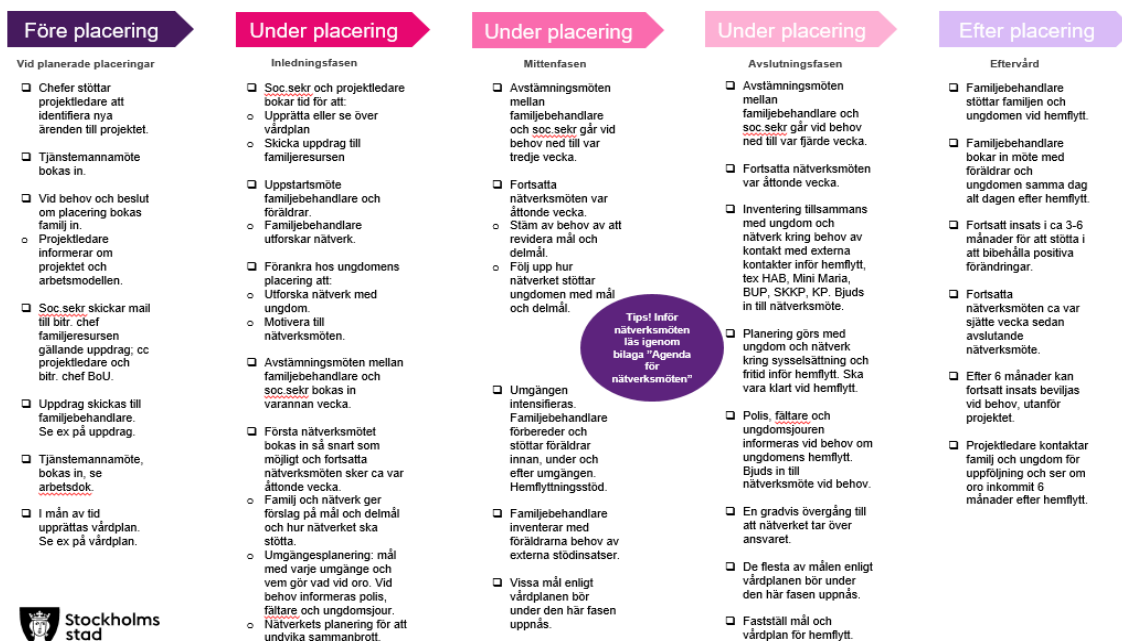 Före placering
Vid planerade placeringar
Chefer stöttar
projektledare att
identifiera nya
ärenden till projektet.
Tjänstemannamöte
bokas in.
Vid behov och beslut
om placering bokas
familj in.
Projektledare
informerar om
projektet och
arbetsmodellen.
Soc.sekr skickar mail
till bitr. chef
familjeresursen
gällande uppdrag; cc
projektledare och
bitr. chef BoU.
Uppdrag skickas till
familjebehandlare.
Se ex på uppdrag.
Tjänstemannamöte,
bokas in, se
arbetsdok.
I mån av tid
upprättas vårdplan.
Se ex på vårdplan.
Stockholms
stad
Under placering
Inledningsfasen
Soc.sekr och projektledare
bokar tid för att:
Upprätta eller se över
vårdplan
Skicka uppdrag till
familjeresursen
Uppstartsmöte
familjebehandlare och
föräldrar.
Familjebehandlare
utforskar nätverk.
Förankra hos ungdomens
placering att:
Utforska nätverk med
ungdom.
Motivera till
nätverksmöten.
Avstämningsmöten mellan
familjebehandlare och
soc.sekr bokas in
varannan vecka.
Första nätverksmötet
bokas in så snart som
möjligt och fortsatta
nätverksmöten sker ca var
åttonde vecka.
Familj och nätverk ger
förslag på mål och delmål
och hur nätverket ska
stötta.
Umgängesplanering: mål
med varje umgänge och
vem gör vad vid oro. Vid
behov informeras polis,
fältare och ungdomsjour.
Nätverkets planering för att
undvika sammanbrott.
Under placering
Mittenfasen
Avstämningsmöten
mellan
familjebehandlare
och soc.sekr går vid
behov ned till var
tredje vecka.
Fortsatta
nätverksmöten var
åttonde vecka.
Stäm av behov av att
revidera mål och
delmål.
Följ upp hur
nätverket stöttar
ungdomen med mål
och delmål.
Tips! Inför
nätverksmöten
läs igenom
bilaga ”Agenda
för
nätverksmöten”
Umgängen
intensifieras.
Familjebehandlare
förbereder och
stöttar föräldrar
innan, under och
efter umgängen.
Hemflyttningsstöd.
Familjebehandlare
inventerar med
föräldrarna behov av
externa stödinsatser.
Vissa mål enligt
vårdplanen bör
under den här fasen
uppnås.
Under placering
Avslutningsfasen
Avstämningsmöten
mellan
familjebehandlare och
soc.sekr går vid behov
ned till var fjärde vecka.
Fortsatta nätverksmöten
var åttonde vecka.
Inventering tillsammans
med ungdom och
nätverk kring behov av
kontakt med externa
kontakter inför hemflytt,
tex HAB, Mini Maria,
BUP, SKKP, KP. Bjuds
in till nätverksmöte.
Planering görs med
ungdom och nätverk
kring sysselsättning och
fritid inför hemflytt. Ska
vara klart vid hemflytt.
Polis, fältare och
ungdomsjouren
informeras vid behov om
ungdomens hemflytt.
Bjuds in till
nätverksmöte vid behov.
En gradvis övergång till
att nätverket tar över
ansvaret.
De flesta av målen enligt
vårdplanen bör under
den här fasen uppnås.
Fastställ mål och
vårdplan för hemflytt.
Efter placering
Eftervård
Familjebehandlare
stöttar familjen och
ungdomen vid hemflytt.
Familjebehandlare
bokar in möte med
föräldrar och
ungdomen samma dag
alt dagen efter hemflytt.
Fortsatt insats i ca 3-6
månader för att stötta i
att bibehålla positiva
förändringar.
Fortsatta
nätverksmöten ca var
sjätte vecka sedan
avslutande
nätverksmöte.
Efter 6 månader kan
fortsatt insats beviljas
vid behov, utanför
projektet.
Projektledare kontaktar
familj och ungdom för
uppföljning och ser om
oro inkommit 6
månader efter hemflytt.